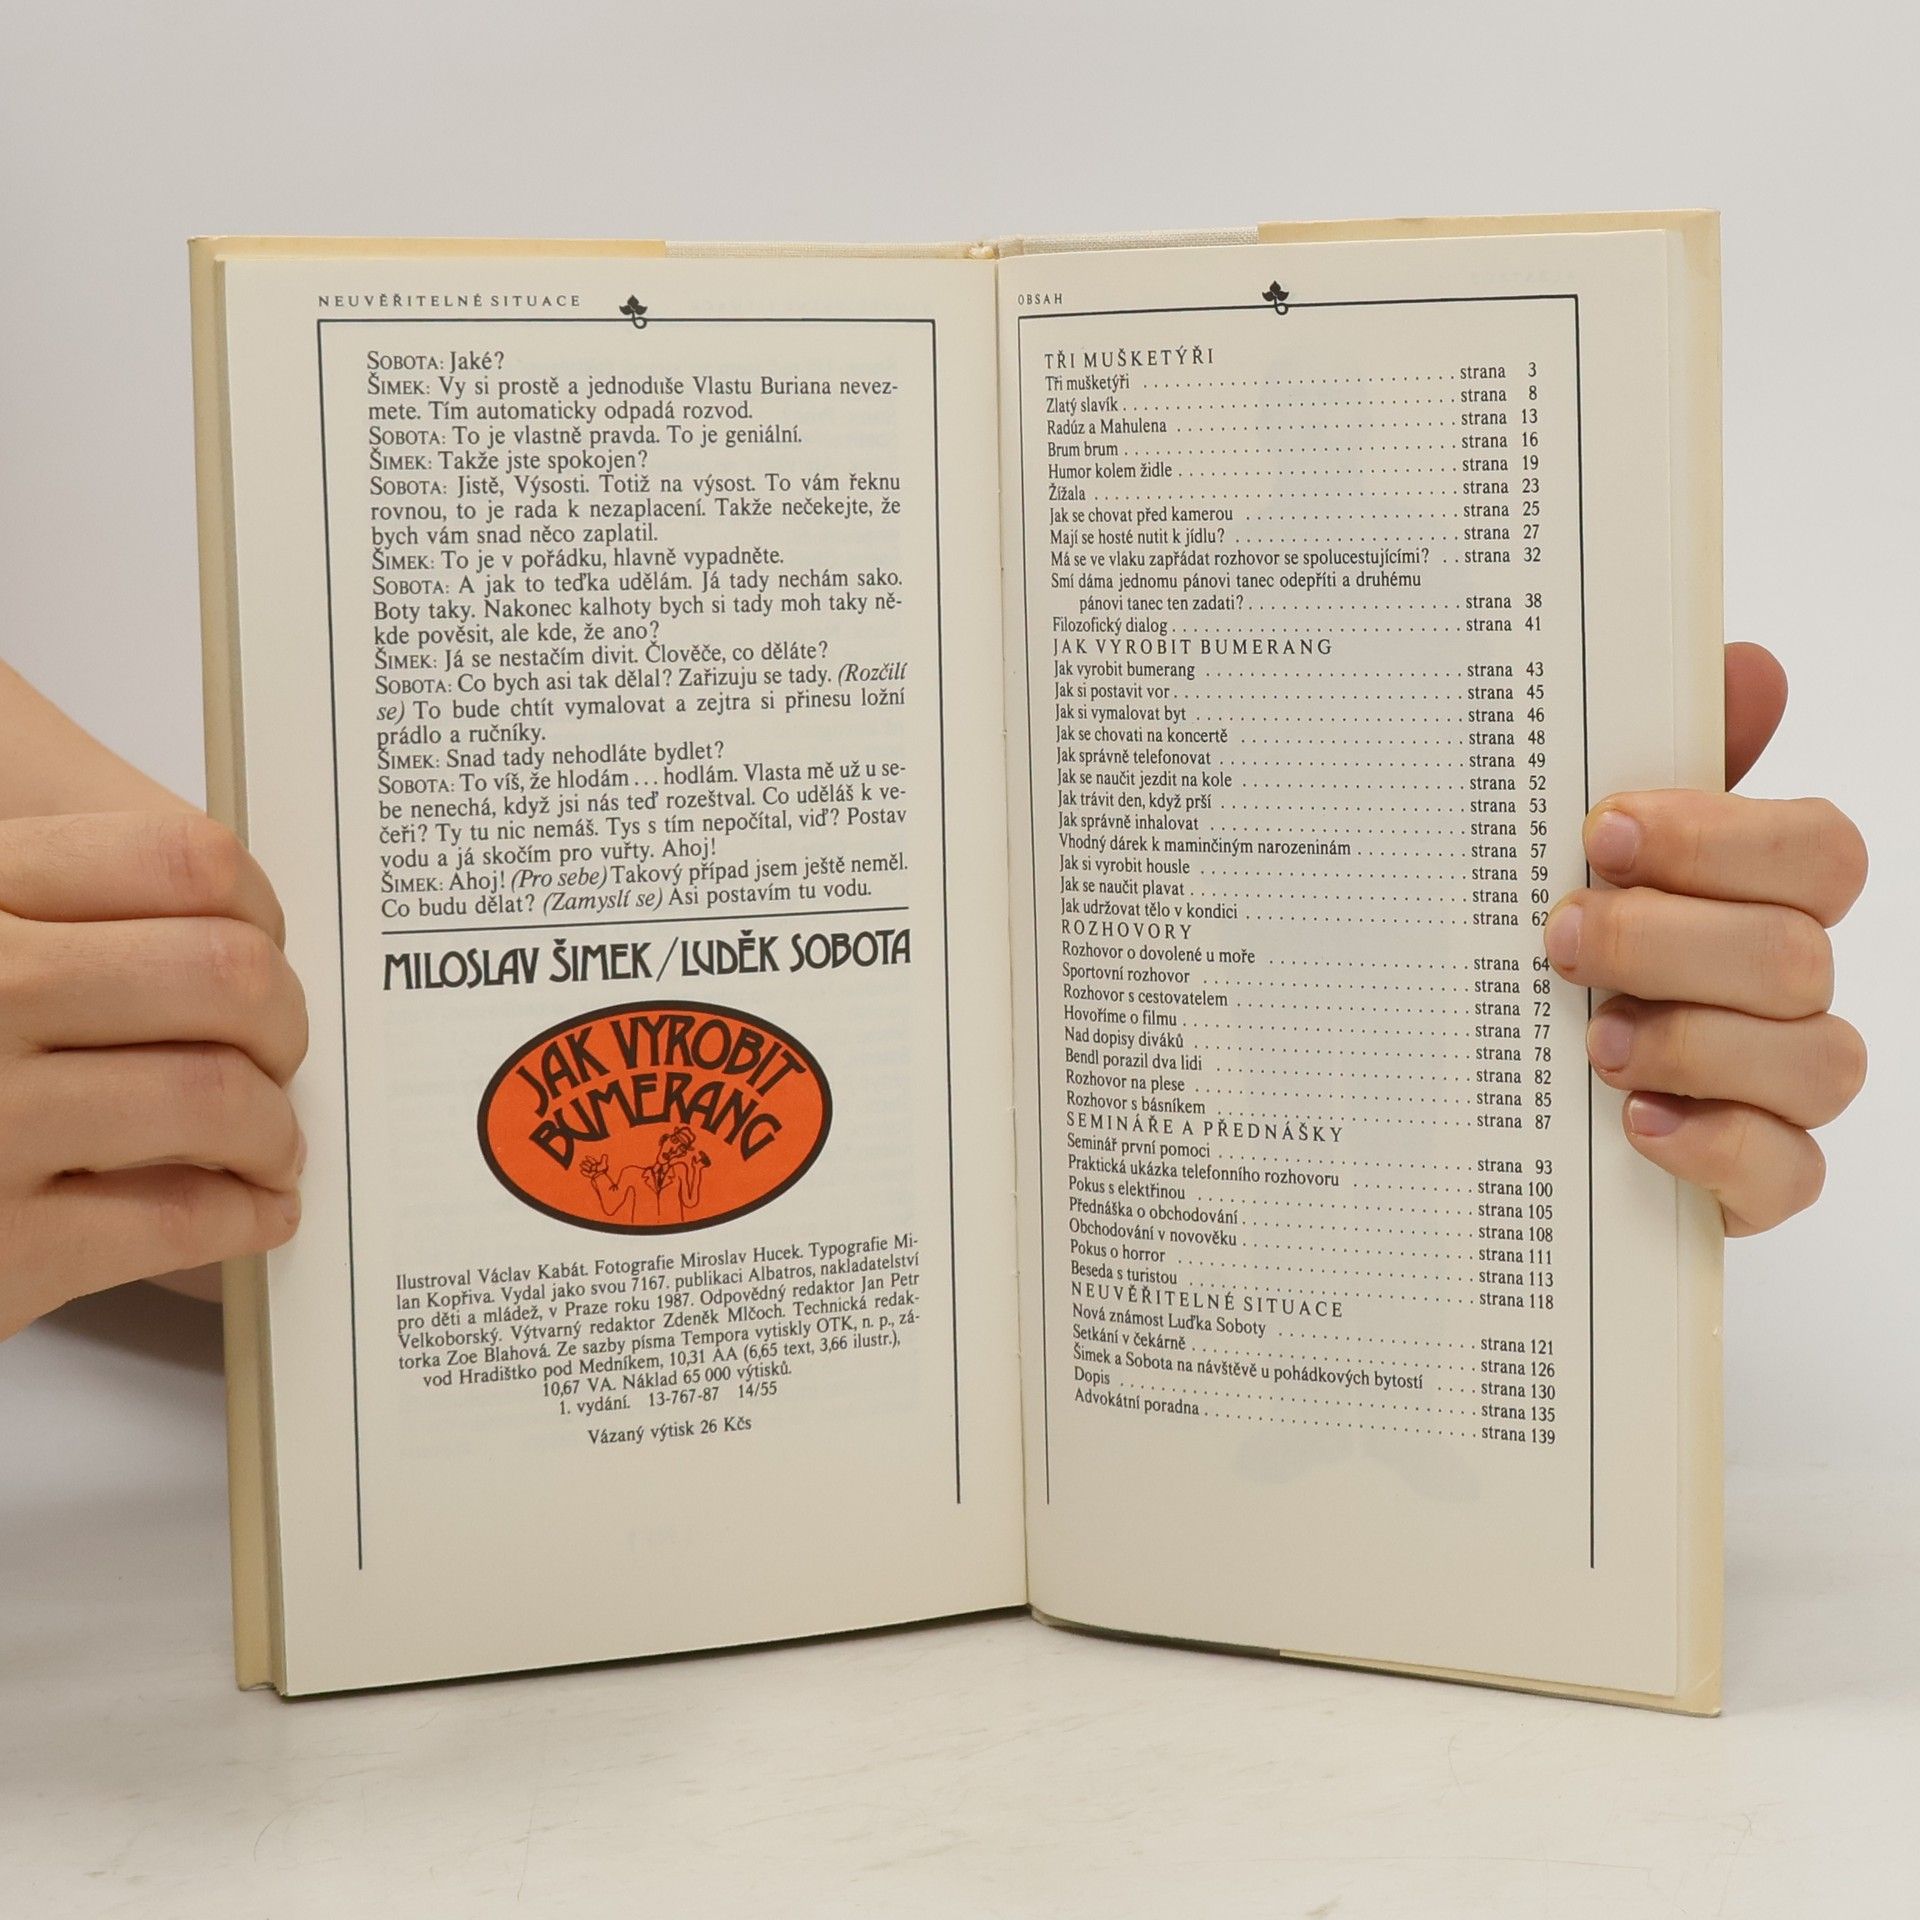 NEUVĚŘITELNÉ SITUACE
SOBOTA: Jaké?
ŠIMEK: Vy si prostě a jednoduše Vlastu Buriana nevez-
mete. Tím automaticky odpadá rozvod.
SOBOTA: To je vlastně pravda. To je geniální.
ŠIMEK: Takže jste spokojen?
SOBOTA: Jistě, Výsosti. Totiž na výsost. To vám řeknu
rovnou, to je rada k nezaplacení. Takže nečekejte, že
bych vám snad něco zaplatil.
ŠIMEK: To je v pořádku, hlavně vypadněte.
SOBOTA: A jak to teďka udělám. Já tady nechám sako.
Boty taky. Nakonec kalhoty bych si tady moh taky ně-
kde pověsit, ale kde, že ano?
ŠIMEK: Já se nestačím divit. Člověče, co děláte?
SOBOTA: Co bych asi tak dělal? Zařizuju se tady. (Rozčilí
se) To bude chtít vymalovat a zejtra si přinesu ložní
prádlo a ručníky.
ŠIMEK: Snad tady nehodláte bydlet?
SOBOTA: To víš, že hlodám... hodlám. Vlasta mě už u se-
be nenechá, když jsi nás teď rozeštval. Co uděláš k ve-
čeři? Ty tu nic nemáš. Tys s tím nepočítal, viď? Postav
vodu a já skočím pro vuřty. Ahoj!
ŠIMEK: Ahoj! (Pro sebe) Takový případ jsem ještě neměl.
Co budu dělat? (Zamyslí se) Asi postavím tu vodu.
MILOSLAV ŠIMEK/LUDĚK SOBOTA
JAK VYROBIT
BUMERANG
Ilustroval Václav Kabát. Fotografie Miroslav Hucek. Typografie Mi-
lan Kopřiva. Vydal jako svou 7167. publikaci Albatros, nakladatelství
pro děti a mládež, v Praze roku 1987. Odpovědný redaktor Jan Petr
Velkoborský. Výtvarný redaktor Zdeněk Mlčoch. Technická redak-
torka Zoe Blahová. Ze sazby písma Tempora vytiskly OTK, n. p., zá-
vod Hradištko pod Medníkem, 10,31 AA (6,65 text, 3,66 ilustr.),
10,67 VA. Náklad 65 000 výtisků.
1. vydání. 13-767-87 14/55
Vázaný výtisk 26 Kčs
OBSAH
TŘI MUŠKETÝŘI
Tři mušketýři . . . . . strana 3
Zlatý slavík . . . . . strana 8
Radúz a Mahulena . . . . . strana 13
Brum brum . . . . . strana 16
Humor kolem židle . . . . . strana 19
Žížala . . . . . strana 23
Jak se chovat před kamerou . . . . . strana 25
Mají se hosté nutit k jídlu? . . . . . strana 27
Má se ve vlaku zapřádat rozhovor se spolucestujícími? . . strana 32
Smí dáma jednomu pánovi tanec odepříti a druhému
pánovi tanec ten zadati? . . . . . strana 38
Filozofický dialog . . . . . strana 41
JAK VYROBIT BUMERANG
Jak vyrobit bumerang . . . . . strana 43
Jak si postavit vor . . . . . strana 45
Jak si vymalovat byt . . . . . strana 46
Jak se chovati na koncertě . . . . . strana 48
Jak správně telefonovat . . . . . strana 49
Jak se naučit jezdit na kole . . . . . strana 52
Jak trávit den, když prší . . . . . strana 53
Jak správně inhalovat . . . . . strana 56
Vhodný dárek k maminčiným narozeninám . . . . . strana 57
Jak si vyrobit housle . . . . . strana 59
Jak se naučit plavat . . . . . strana 60
Jak udržovat tělo v kondici . . . . . strana 62
ROZHOVORY
Rozhovor o dovolené u moře . . . . . strana 64
Sportovní rozhovor . . . . . strana 68
Rozhovor s cestovatelem . . . . . strana 72
Hovoříme o filmu . . . . . strana 77
Nad dopisy diváků . . . . . strana 78
Bendl porazil dva lidi . . . . . strana 82
Rozhovor na plese . . . . . strana 85
Rozhovor s básníkem . . . . . strana 87
SEMINÁŘE A PŘEDNÁŠKY
Seminář první pomoci . . . . . strana 93
Praktická ukázka telefonního rozhovoru . . . . . strana 100
Pokus s elektřinou . . . . . strana 105
Přednáška o obchodování . . . . . strana 108
Obchodování v novověku . . . . . strana 111
Pokus o horror . . . . . strana 113
Beseda s turistou . . . . . strana 118
NEUVĚŘITELNÉ SITUACE
Nová známost Luďka Soboty . . . . . strana 121
Setkání v čekárně . . . . . strana 126
Šimek a Sobota na návštěvě u pohádkových bytostí . . . . strana 130
Dopis . . . . . strana 135
Advokátní poradna . . . . . strana 139